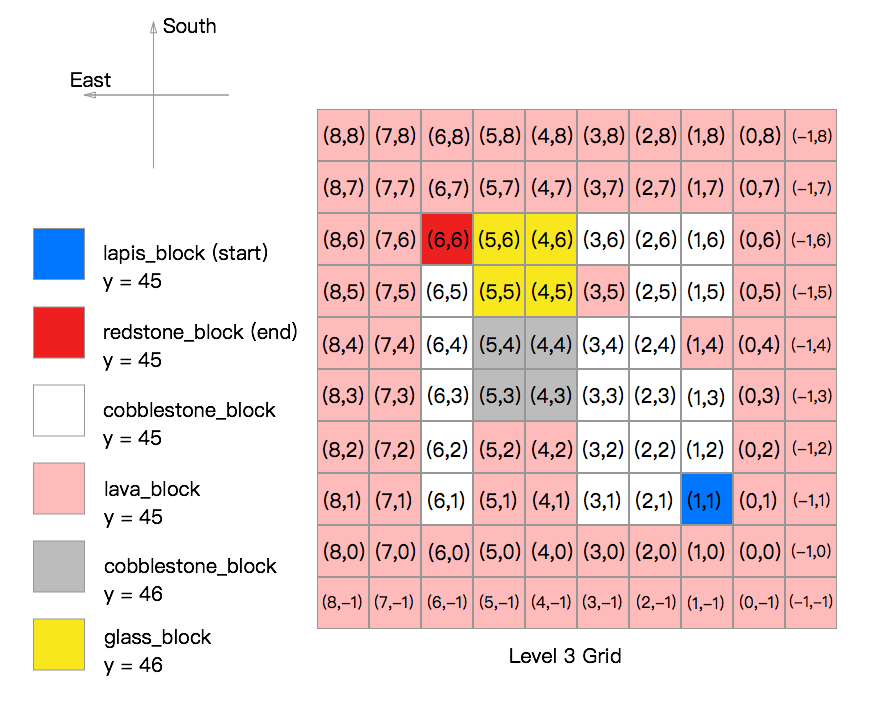 South
East
(8,8) (7,8) (6,8) (5,8) (4,8) (3,8) (2,8) (1,8) (0,8) (−1,8)
(8,7) (7,7) (6,7) (5,7) (4,7) (3,7) (2,7) (1,7) (0,7) (−1,7)
(8,6) (7,6) (6,6) (5,6) (4,6) (3,6) (2,6) (1,6) (0,6) (−1,6)
(8,5) (7,5) (6,5) (5,5) (4,5) (3,5) (2,5) (1,5) (0,5) (−1,5)
(8,4) (7,4) (6,4) (5,4) (4,4) (3,4) (2,4) (1,4) (0,4) (−1,4)
(8,3) (7,3) (6,3) (5,3) (4,3) (3,3) (2,3) (1,3) (0,3) (−1,3)
(8,2) (7,2) (6,2) (5,2) (4,2) (3,2) (2,2) (1,2) (0,2) (−1,2)
(8,1) (7,1) (6,1) (5,1) (4,1) (3,1) (2,1) (1,1) (0,1) (−1,1)
(8,0) (7,0) (6,0) (5,0) (4,0) (3,0) (2,0) (1,0) (0,0) (−1,0)
(8,−1) (7,−1) (6,−1) (5,−1) (4,−1) (3,−1) (2,−1) (1,−1) (0,−1) (−1,−1)
Level 3 Grid
lapis_block (start)
y = 45
redstone_block (end)
y = 45
cobblestone_block
y = 45
lava_block
y = 45
cobblestone_block
y = 46
glass_block
y = 46